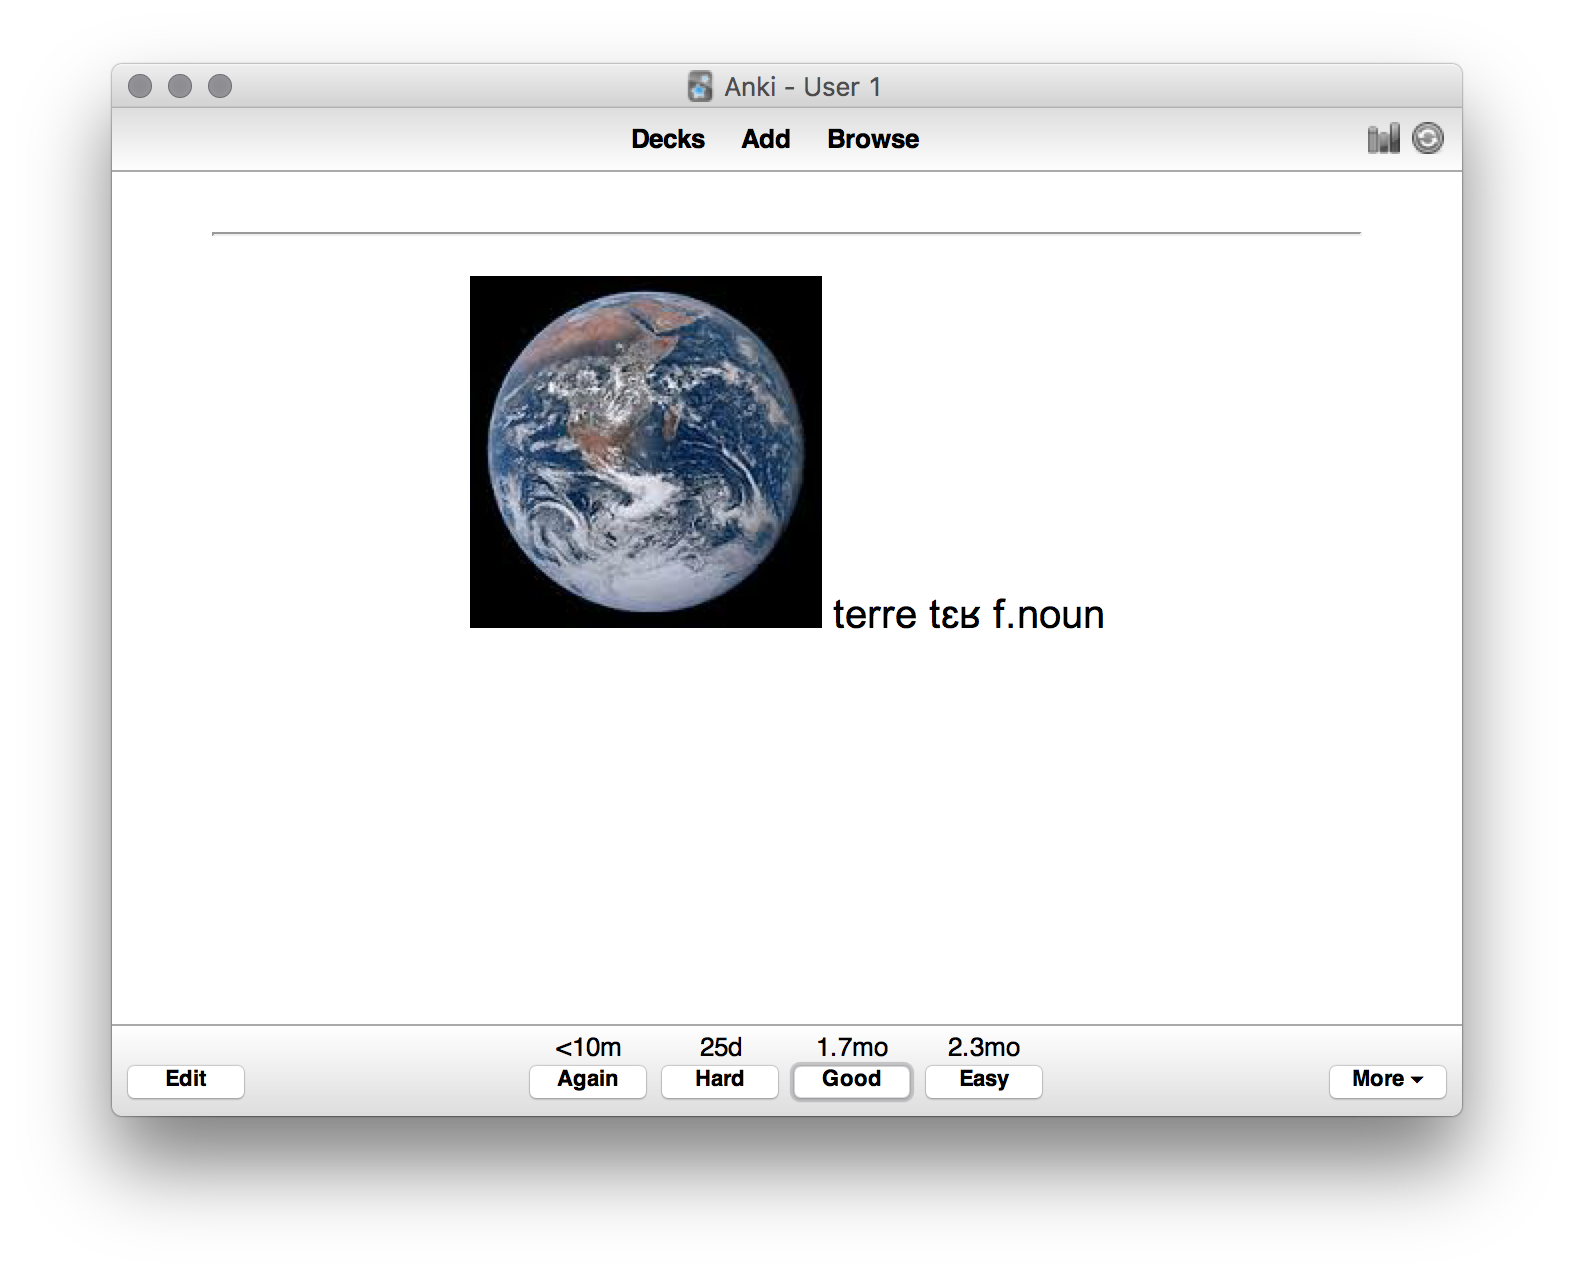 Anki - User 1
Decks Add Browse
terre tɛʁ f.noun
<10m 25d 1.7mo 2.3mo
Edit Again Hard Good Easy More